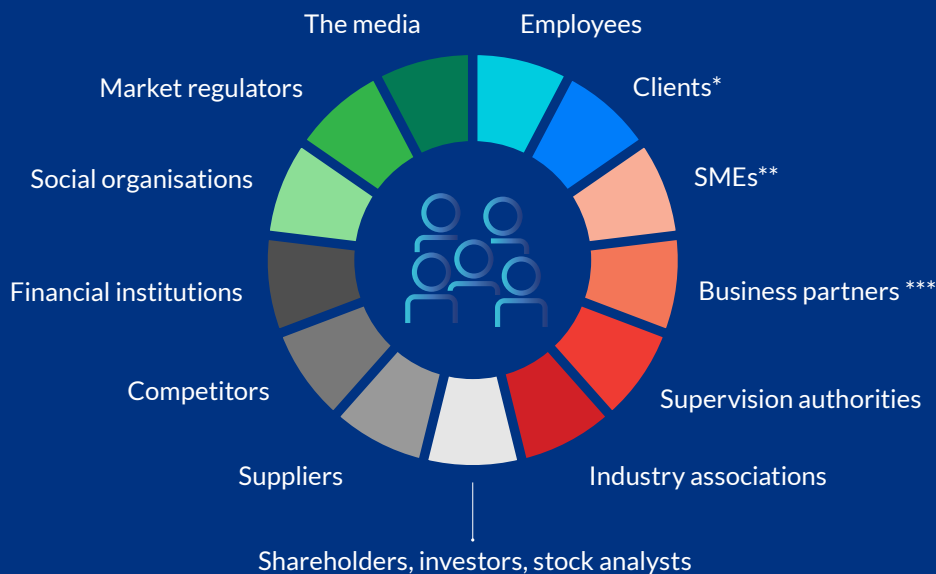 The media
Employees
Market regulators
Clients*
Social organisations
SMEs**
Financial institutions
Business partners ***
Competitors
Supervision authorities
Suppliers
Industry associations
Shareholders, investors, stock analysts